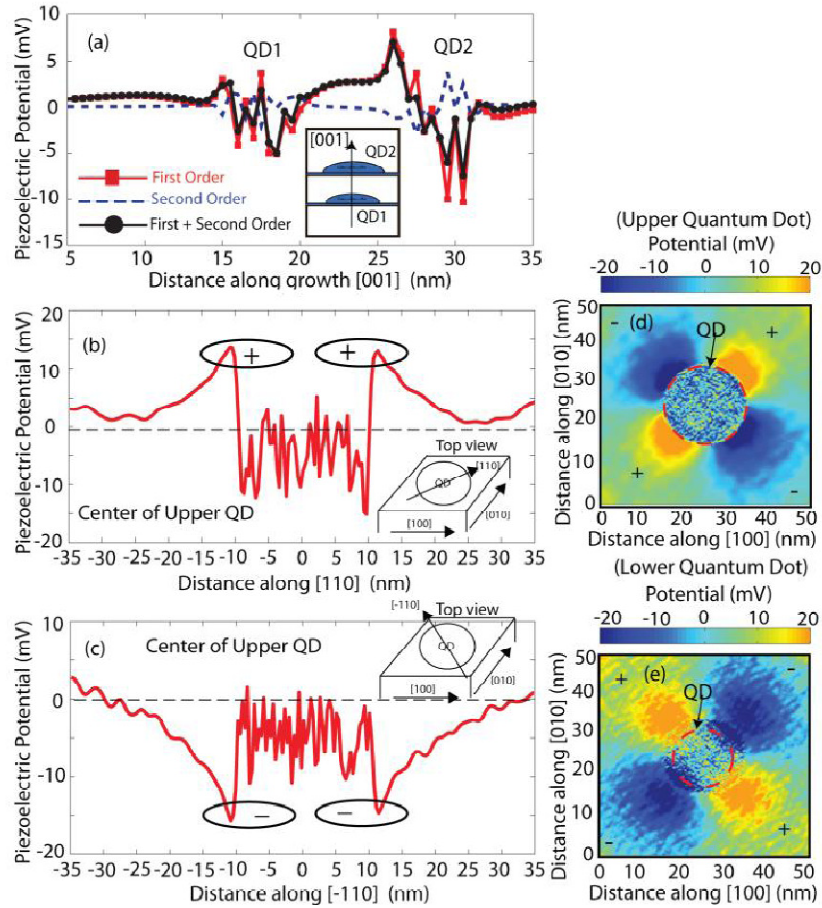 (a)
QD1
QD2
Piezoelectric Potential (mV)
10
5
0
-5
-10
-15
First Order
Second Order
First + Second Order
[001]
QD2
QD1
5
10
15
20
25
30
35
Distance along growth [001] (nm)
(b)
Piezoelectric Potential (mV)
20
10
0
-10
-20
+
+
Center of Upper QD
Top view
QD
[110]
[100]
[010]
-35 -25 -20 -15 -10 -5 0 5 10 15 20 25 35
Distance along [110] (nm)
(c)
Center of Upper QD
Piezoelectric Potential (mV)
10
0
-10
-15
-20
[-110]
Top view
QD
[100]
[010]
−
−
-35 -30 -25 -20 -15 -10 -5 0 5 10 15 20 25 30 35
Distance along [-110] (nm)
(Upper Quantum Dot)
Potential (mV)
-20 -10 0 10 20
(d)
QD
-
+
+
-
Distance along [010] (nm)
50
40
30
20
10
0
0 10 20 30 40 50
Distance along [100] (nm)
(Lower Quantum Dot)
Potential (mV)
-20 -10 0 10 20
(e)
QD
+
-
-
+
Distance along [010] (nm)
50
40
30
20
10
0
0 10 20 30 40 50
Distance along [100] (nm)